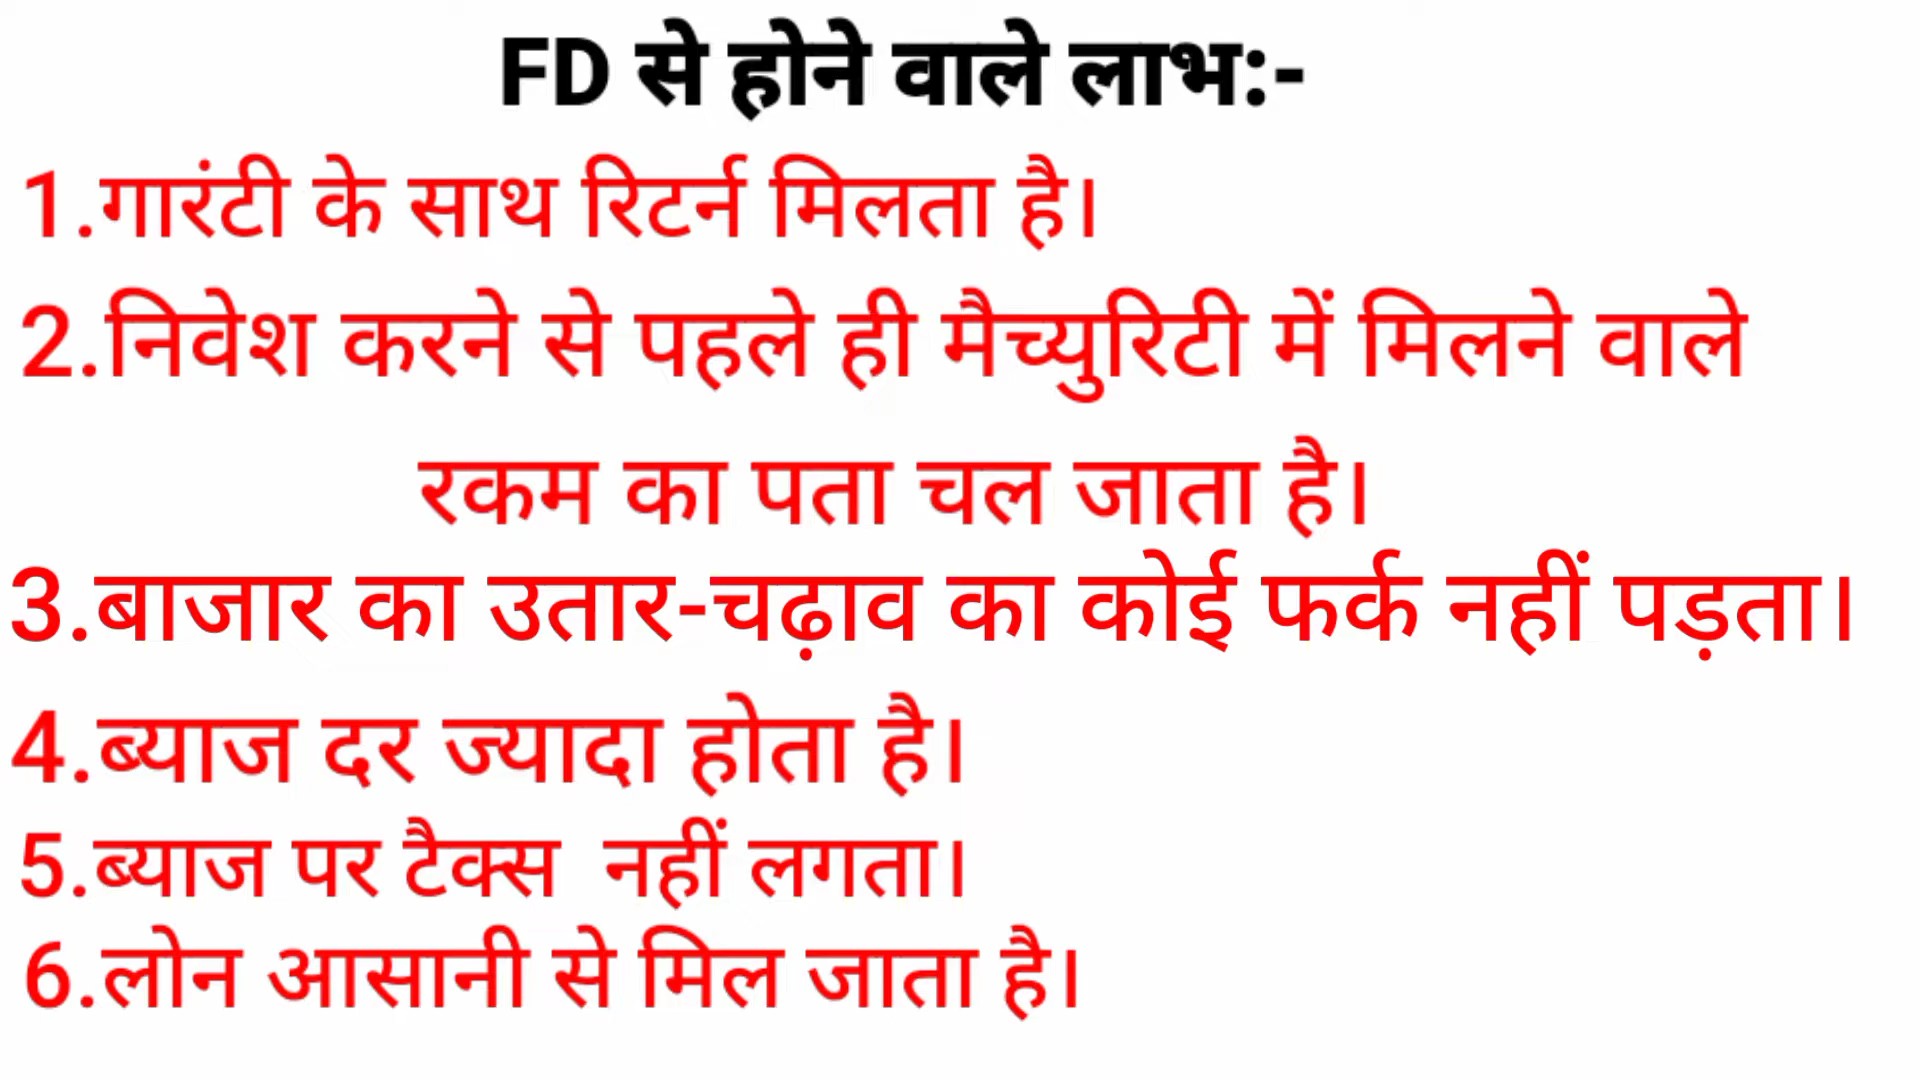 FD से होने वाले लाभ:-
1.गारंटी के साथ रिटर्न मिलता है।
2.निवेश करने से पहले ही मैच्युरिटी में मिलने वाले
रकम का पता चल जाता है।
3.बाजार का उतार-चढ़ाव का कोई फर्क नहीं पड़ता।
4.ब्याज दर ज्यादा होता है।
5.ब्याज पर टैक्स नहीं लगता।
6.लोन आसानी से मिल जाता है।